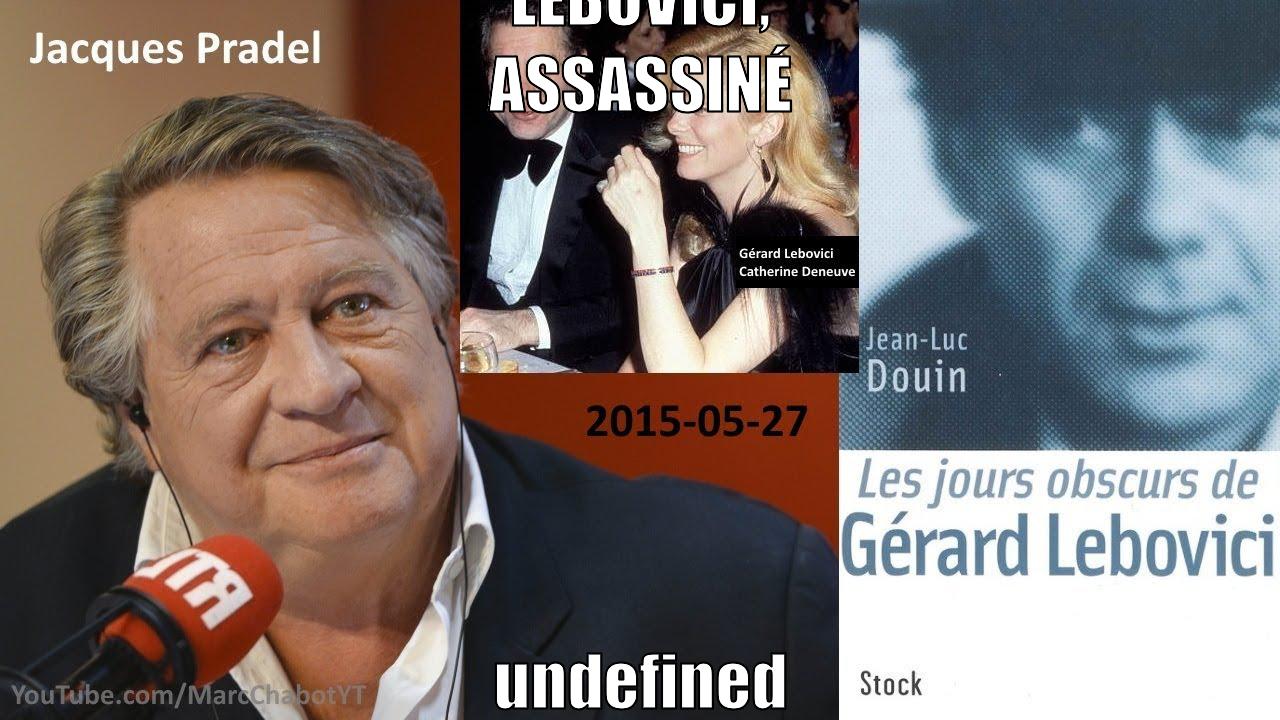 Jacques Pradel
LEBOVICI,
ASSASSINÉ
Gérard Lebovici
Catherine Deneuve
2015-05-27
Jean-Luc
Douin
Les jours obscurs de
Gérard Lebovici
Stock
RTL
undefined
YouTube.com/MarcChabotYT